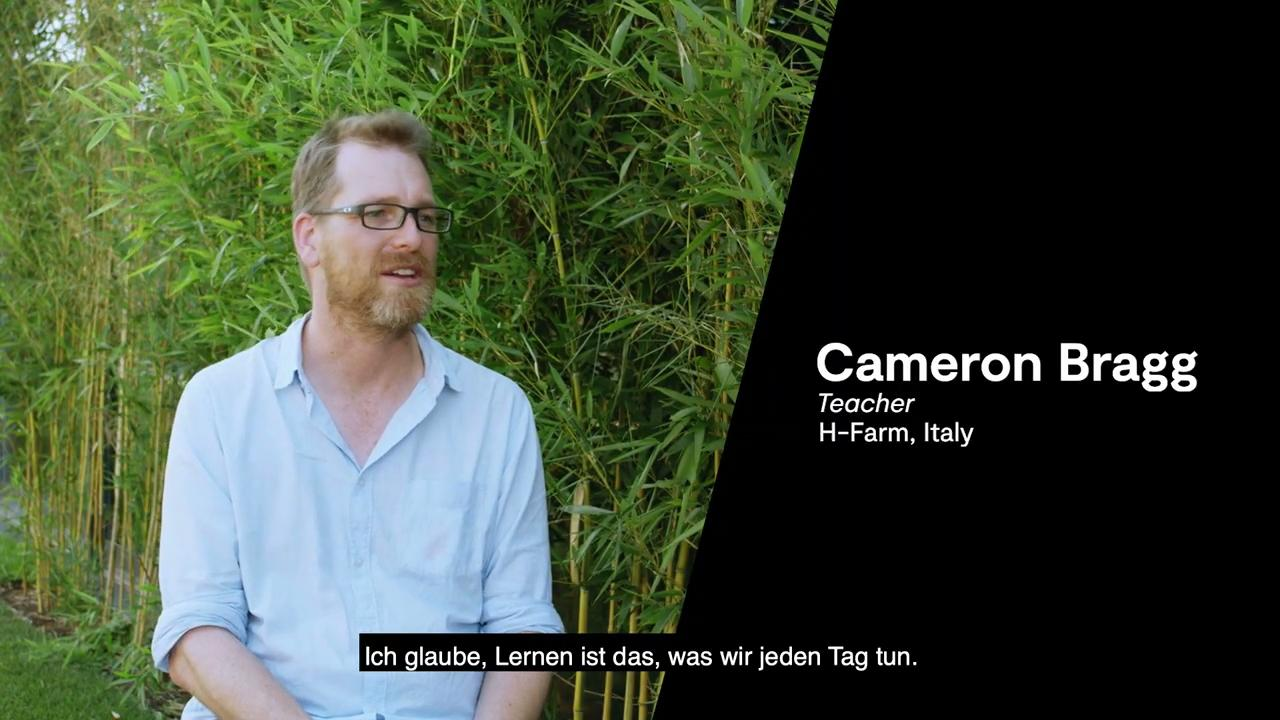 Cameron Bragg
Teacher
H-Farm, Italy
Ich glaube, Lernen ist das, was wir jeden Tag tun.